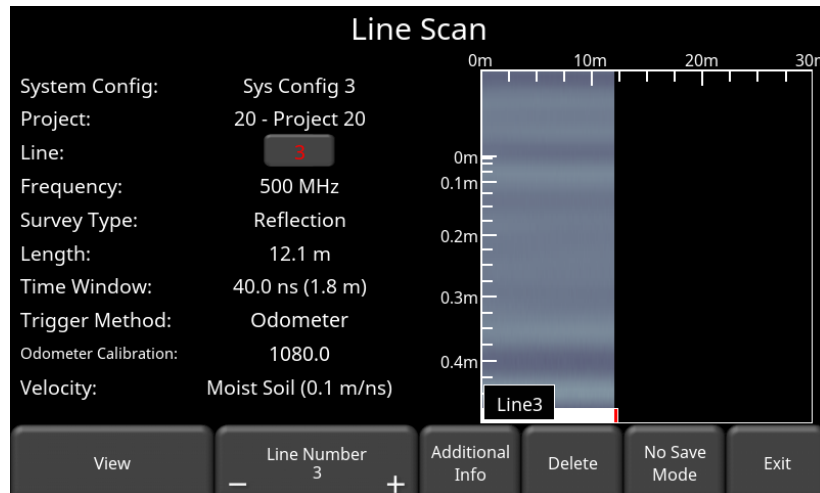 Line Scan
System Config: Sys Config 3
Project: 20 - Project 20
Line: 3
Frequency: 500 MHz
Survey Type: Reflection
Length: 12.1 m
Time Window: 40.0 ns (1.8 m)
Trigger Method: Odometer
Odometer Calibration: 1080.0
Velocity: Moist Soil (0.1 m/ns)
0m 10m 20m 30m
0m
0.1m
0.2m
0.3m
0.4m
Line3
View
Line Number
− 3 +
Additional
Info
Delete
No Save
Mode
Exit